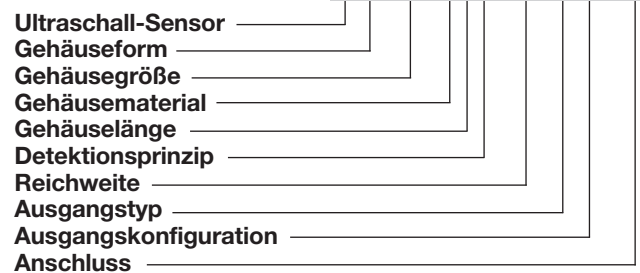 Ultraschall-Sensor
Gehäuseform
Gehäusegröße
Gehäusematerial
Gehäuselänge
Detektionsprinzip
Reichweite
Ausgangstyp
Ausgangskonfiguration
Anschluss